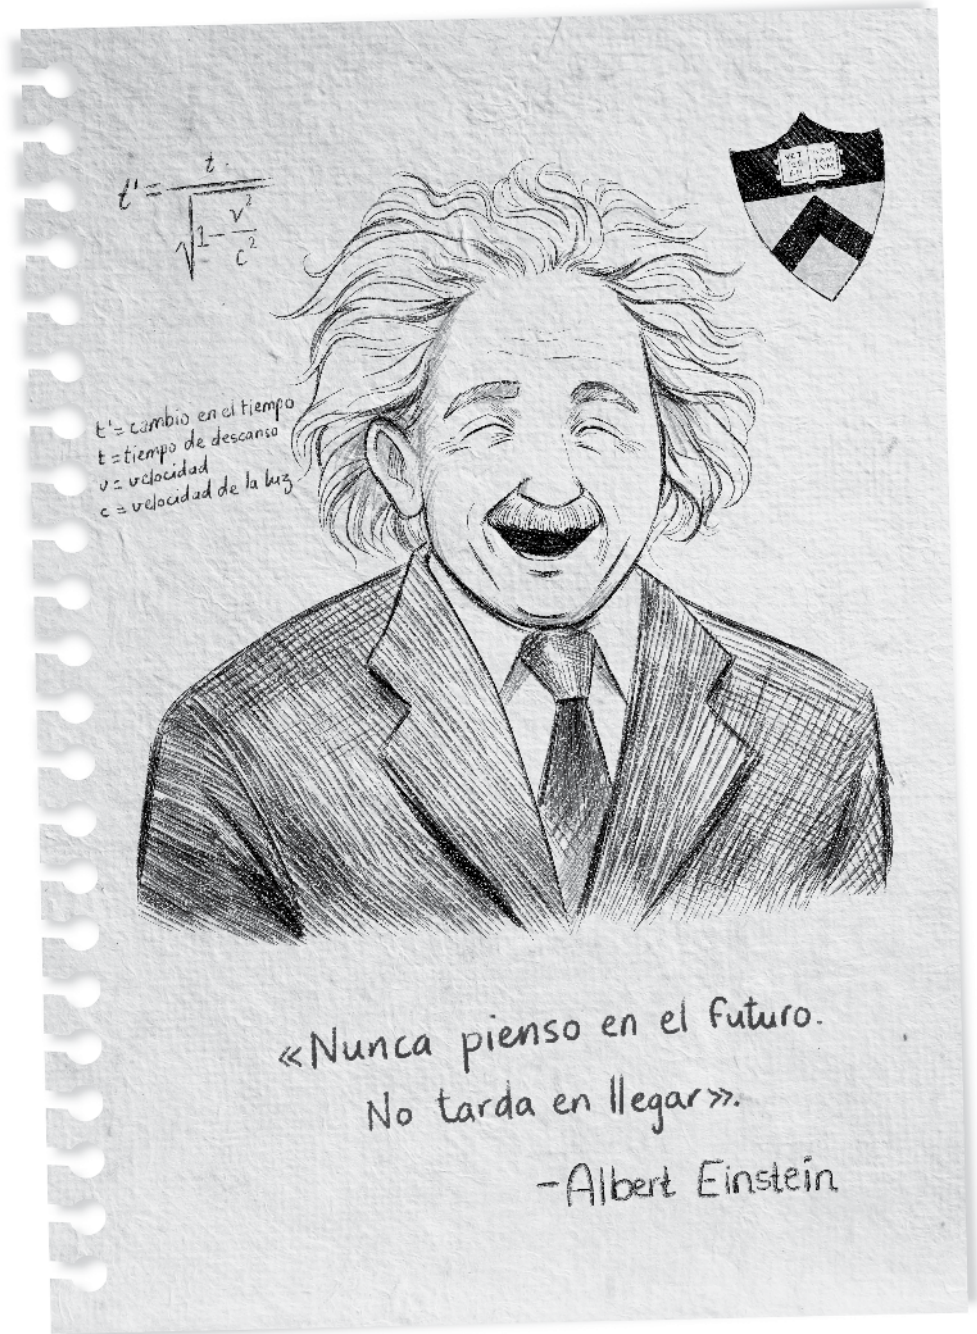 t' = t / √(1 - v²/c²)
t' = cambio en el tiempo
t = tiempo de descanso
v = velocidad
c = velocidad de la luz
«Nunca pienso en el futuro.
No tarda en llegar».
-Albert Einstein